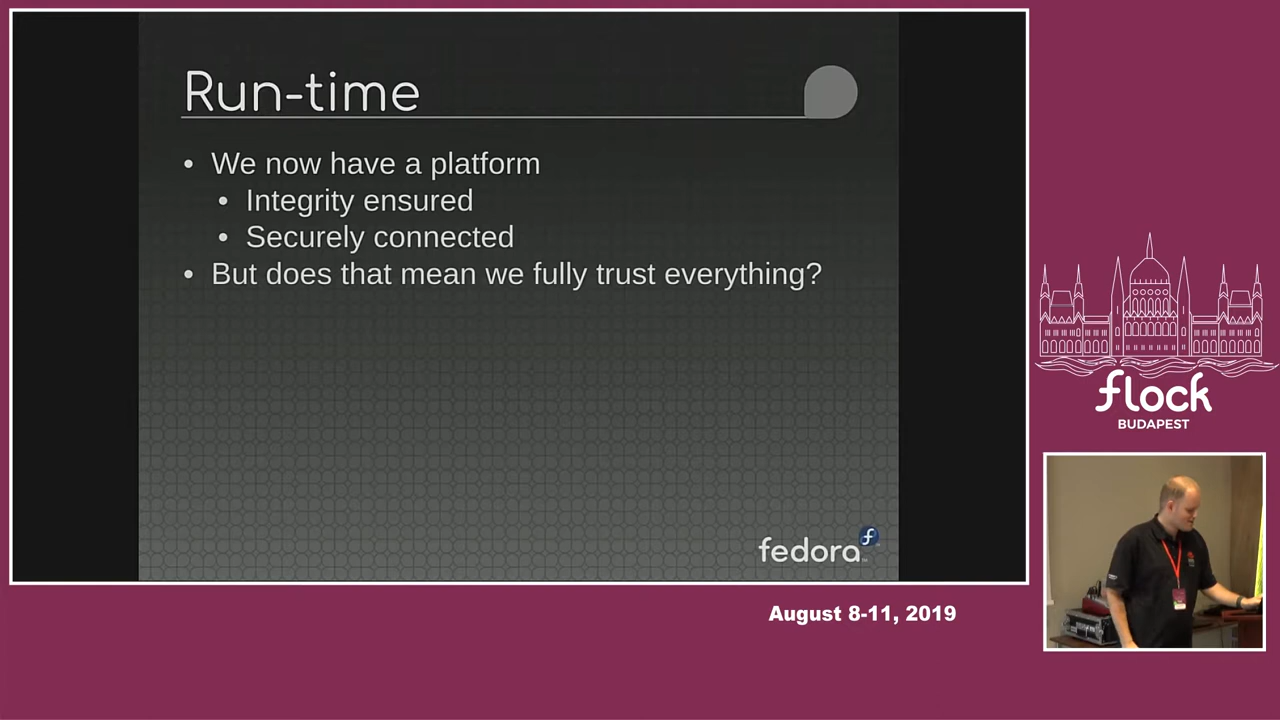 Run-time
• We now have a platform
• Integrity ensured
• Securely connected
• But does that mean we fully trust everything?
fedora
flock
BUDAPEST
August 8-11, 2019